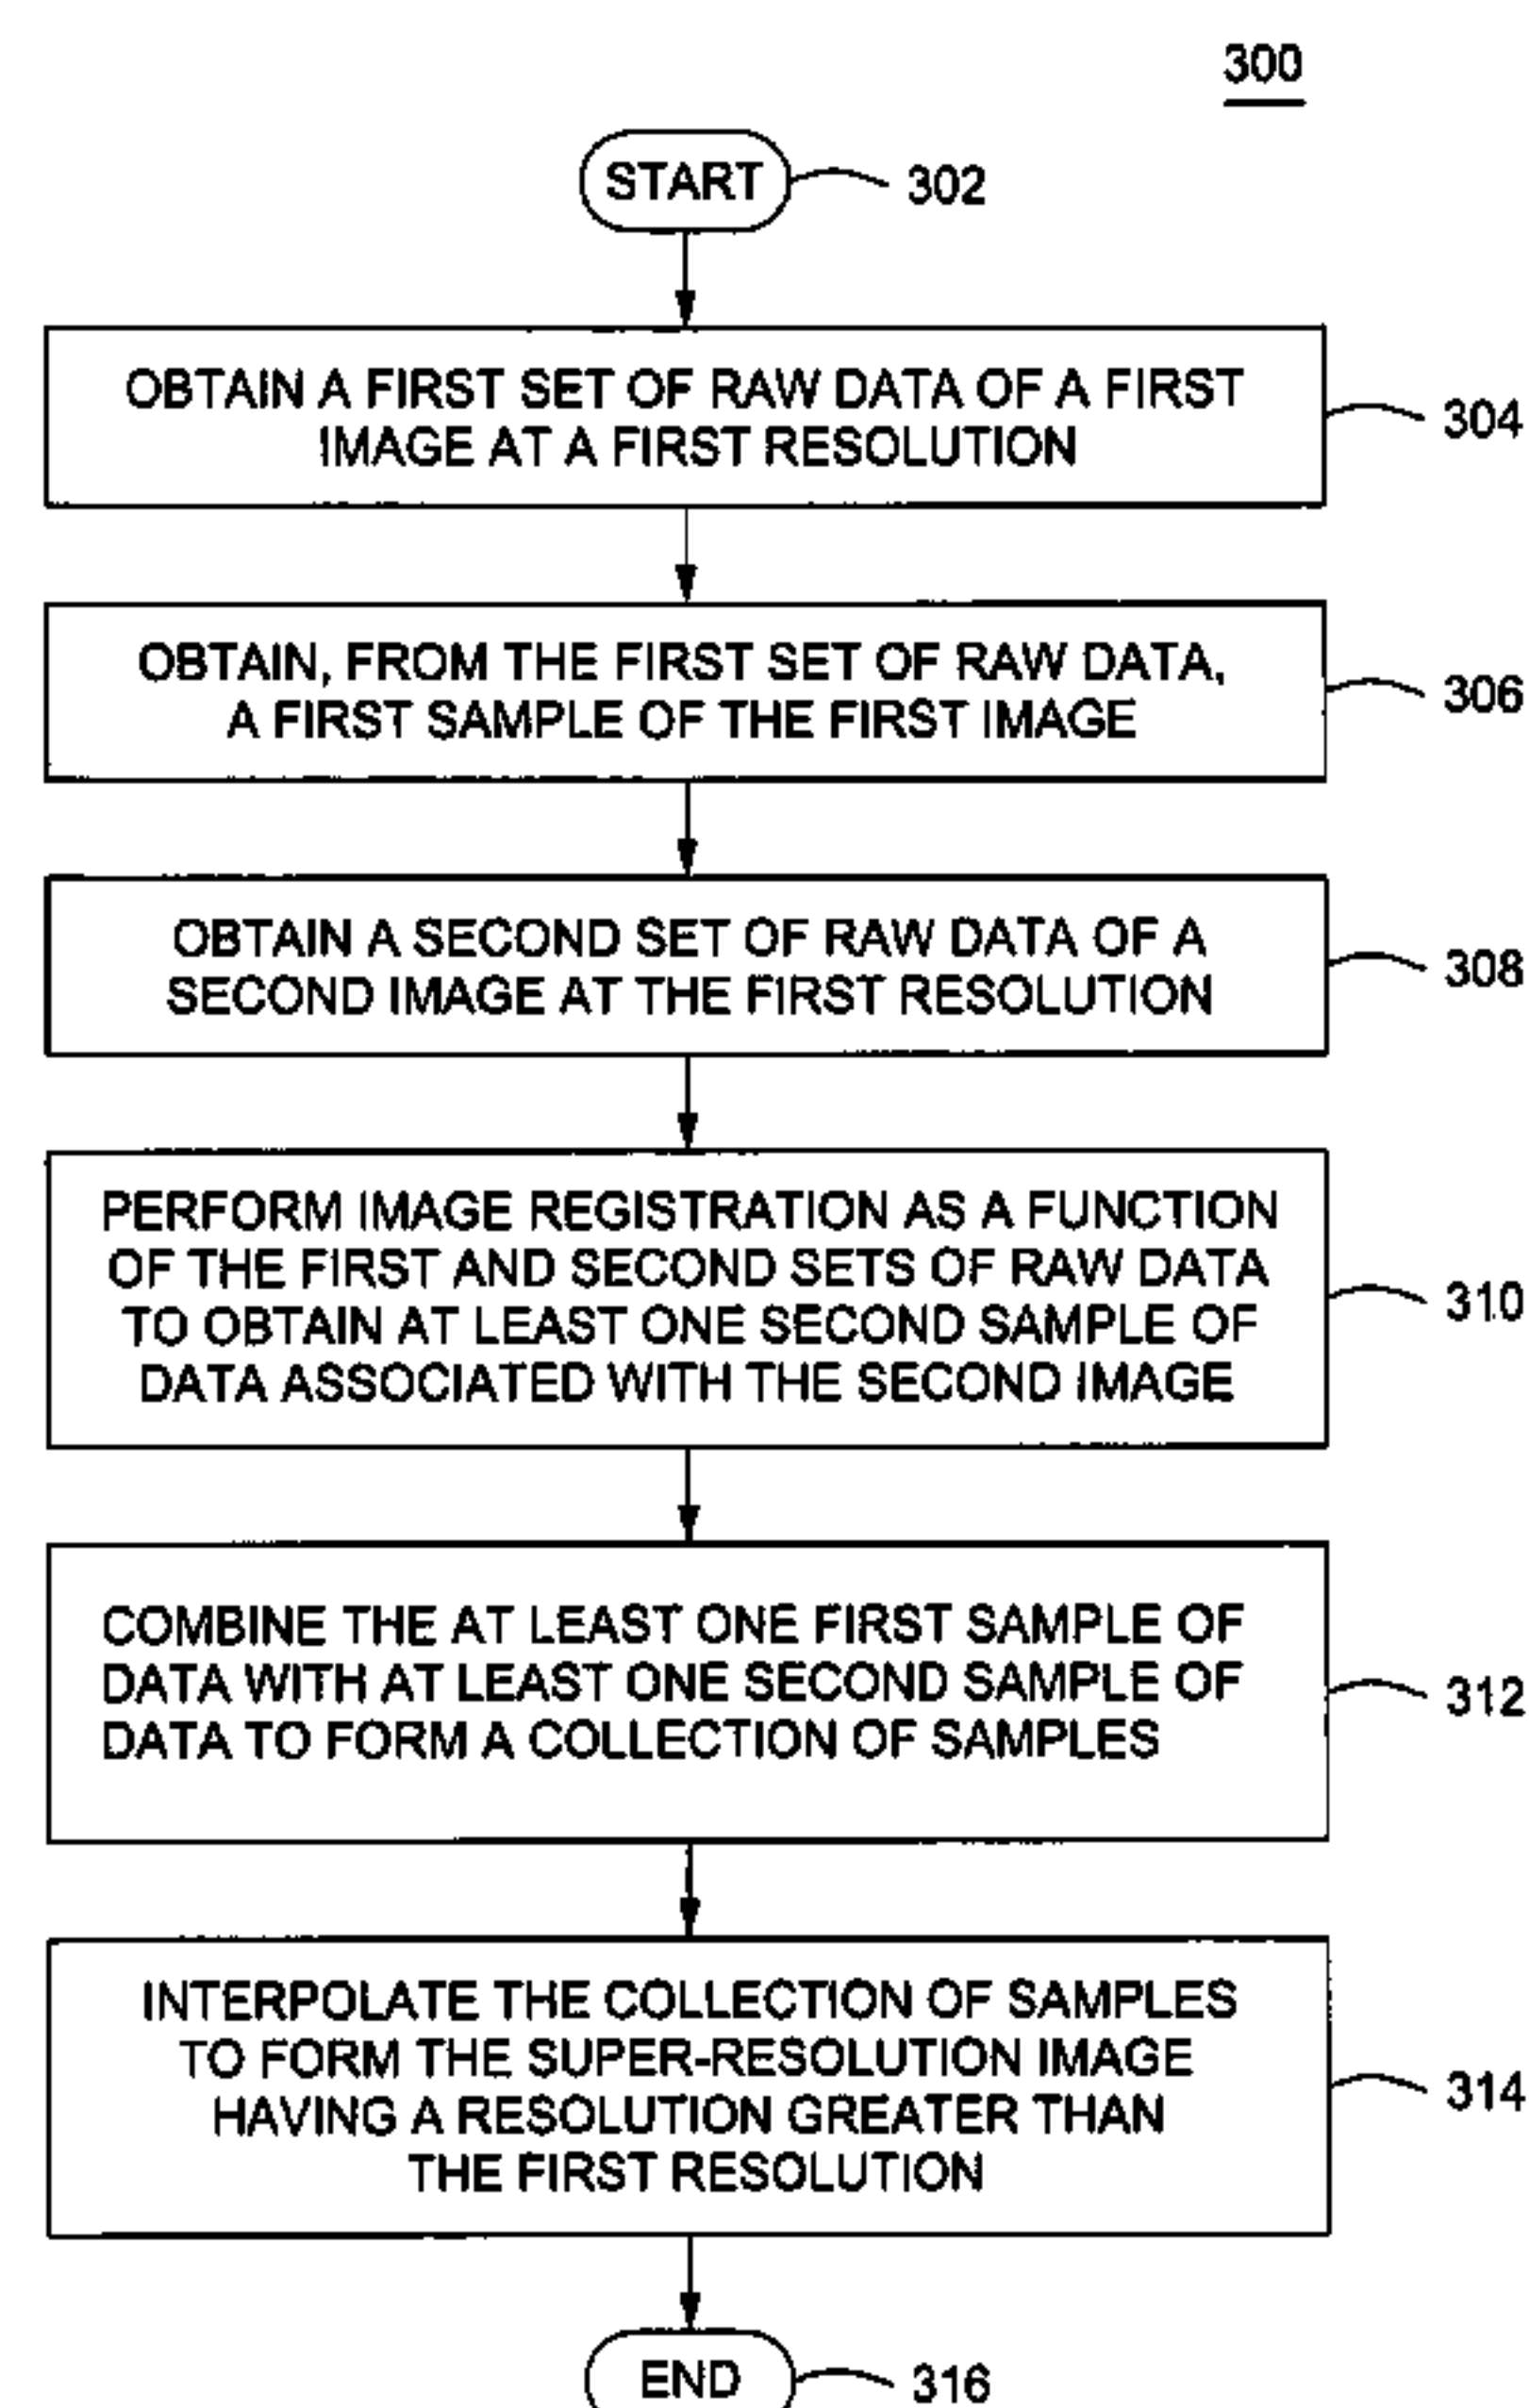 300
START 302
OBTAIN A FIRST SET OF RAW DATA OF A FIRST
IMAGE AT A FIRST RESOLUTION
304
OBTAIN, FROM THE FIRST SET OF RAW DATA,
A FIRST SAMPLE OF THE FIRST IMAGE
306
OBTAIN A SECOND SET OF RAW DATA OF A
SECOND IMAGE AT THE FIRST RESOLUTION
308
PERFORM IMAGE REGISTRATION AS A FUNCTION
OF THE FIRST AND SECOND SETS OF RAW DATA
TO OBTAIN AT LEAST ONE SECOND SAMPLE OF
DATA ASSOCIATED WITH THE SECOND IMAGE
310
COMBINE THE AT LEAST ONE FIRST SAMPLE OF
DATA WITH AT LEAST ONE SECOND SAMPLE OF
DATA TO FORM A COLLECTION OF SAMPLES
312
INTERPOLATE THE COLLECTION OF SAMPLES
TO FORM THE SUPER-RESOLUTION IMAGE
HAVING A RESOLUTION GREATER THAN
THE FIRST RESOLUTION
314
END 316